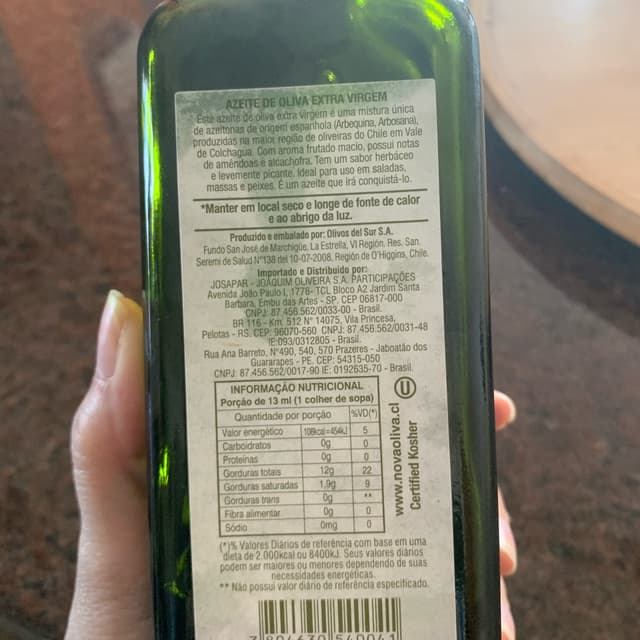 AZEITE DE OLIVA EXTRA VIRGEM
Este azeite de oliva extra virgem é uma mistura única
de azeitonas de origem espanhola (Arbequina, Arbosana),
produzidas na maior região de oliveiras do Chile em Vale
de Colchagua. Com aroma frutado macio, possui notas
de amêndoas e alcachofra. Tem um sabor herbáceo
e levemente picante. Ideal para uso em saladas,
massas e peixes. É um azeite que irá conquistá-lo.
*Manter em local seco e longe de fonte de calor
e ao abrigo da luz.
Produzido e embalado por: Olivos del Sur S.A.
Fundo San José de Marchigüe, La Estrella, VI Región. Res. San.
Seremi de Salud N°138 del 10-07-2008, Región de O'Higgins, Chile.
Importado e Distribuído por:
JOSAPAR - JOAQUIM OLIVEIRA S.A. PARTICIPAÇÕES
Avenida João Paulo I, 1776- TCL Bloco A2 Jardim Santa
Barbara, Embu das Artes - SP. CEP 06817-000
CNPJ: 87.456.562/0033-00 - Brasil.
BR 116 - Km. 512 N° 14075, Vila Princesa,
Pelotas - RS. CEP: 96070-560 CNPJ: 87.456.562/0031-48
IE:093/0312805 - Brasil.
Rua Ana Barreto, N°490, 540, 570 Prazeres - Jaboatão dos
Guararapes - PE. CEP: 54315-050
CNPJ: 87.456.562/0017-90 IE: 0192635-70 - Brasil.
INFORMAÇÃO NUTRICIONAL
Porção de 13 ml (1 colher de sopa)
Quantidade por porção %VD(*)
Valor energético 108kcal=454kJ 5
Carboidratos 0g 0
Proteínas 0g 0
Gorduras totais 12g 22
Gorduras saturadas 1,9g 9
Gorduras trans 0g **
Fibra alimentar 0g 0
Sódio 0mg 0
www.novaoliva.cl
Certified Kosher
U
(*)% Valores Diários de referência com base em uma
dieta de 2.000kcal ou 8400kJ. Seus valores diários
podem ser maiores ou menores dependendo de suas
necessidades energéticas.
** Não possui valor diário de referência especificado.
7 804630 540041